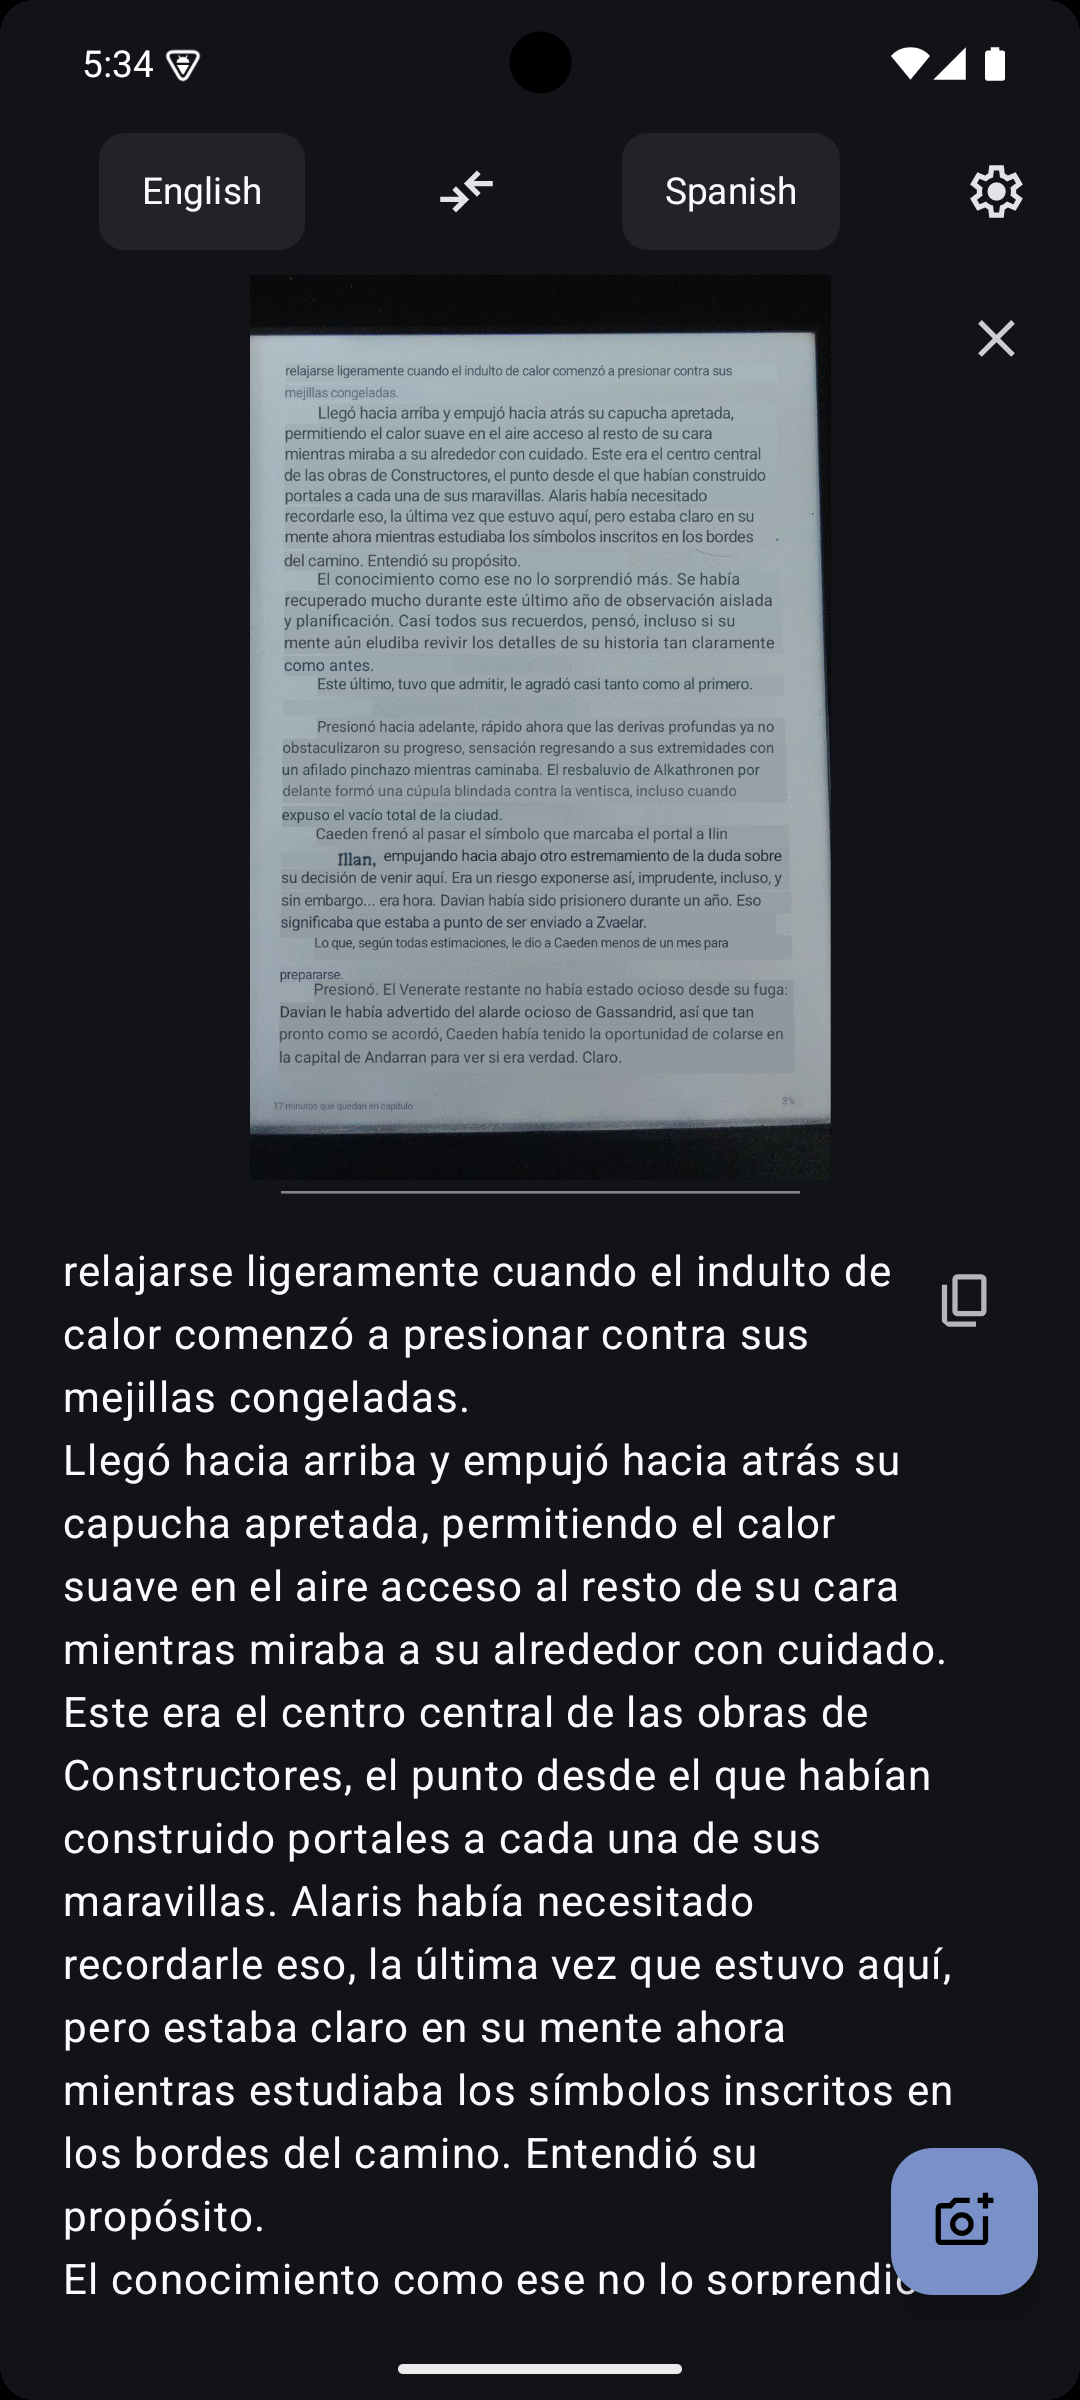 5:34
English
Spanish
relajarse ligeramente cuando el indulto de calor comenzó a presionar contra sus
mejillas congeladas.
Llegó hacia arriba y empujó hacia atrás su capucha apretada,
permitiendo el calor suave en el aire acceso al resto de su cara
mientras miraba a su alrededor con cuidado. Este era el centro central
de las obras de Constructores, el punto desde el que habían construido
portales a cada una de sus maravillas. Alaris había necesitado
recordarle eso, la última vez que estuvo aquí, pero estaba claro en su
mente ahora mientras estudiaba los símbolos inscritos en los bordes
del camino. Entendió su propósito.
El conocimiento como ese no lo sorprendió más. Se había
recuperado mucho durante este último año de observación aislada
y planificación. Casi todos sus recuerdos, pensó, incluso si su
mente aún eludiba revivir los detalles de su historia tan claramente
como antes.
Este último, tuvo que admitir, le agradó casi tanto como al primero.
Presionó hacia adelante, rápido ahora que las derivas profundas ya no
obstaculizaron su progreso, sensación regresando a sus extremidades con
un afilado pinchazo mientras caminaba. El resbaluvio de Alkathronen por
delante formó una cúpula blindada contra la ventisca, incluso cuando
expuso el vacío total de la ciudad.
Caeden frenó al pasar el símbolo que marcaba el portal a Ilin
Illan, empujando hacia abajo otro estremamiento de la duda sobre
su decisión de venir aquí. Era un riesgo exponerse así, imprudente, incluso, y
sin embargo... era hora. Davian había sido prisionero durante un año. Eso
significaba que estaba a punto de ser enviado a Zvaelar.
Lo que, según todas estimaciones, le dio a Caeden menos de un mes para
prepararse.
Presionó. El Venerate restante no había estado ocioso desde su fuga:
Davian le había advertido del alarde ocioso de Gassandrid, así que tan
pronto como se acordó, Caeden había tenido la oportunidad de colarse en
la capital de Andarran para ver si era verdad. Claro.
17 minutos que quedan en capítulo
3%
relajarse ligeramente cuando el indulto de
calor comenzó a presionar contra sus
mejillas congeladas.
Llegó hacia arriba y empujó hacia atrás su
capucha apretada, permitiendo el calor
suave en el aire acceso al resto de su cara
mientras miraba a su alrededor con cuidado.
Este era el centro central de las obras de
Constructores, el punto desde el que habían
construido portales a cada una de sus
maravillas. Alaris había necesitado
recordarle eso, la última vez que estuvo aquí,
pero estaba claro en su mente ahora
mientras estudiaba los símbolos inscritos en
los bordes del camino. Entendió su
propósito.
El conocimiento como ese no lo sorprendió